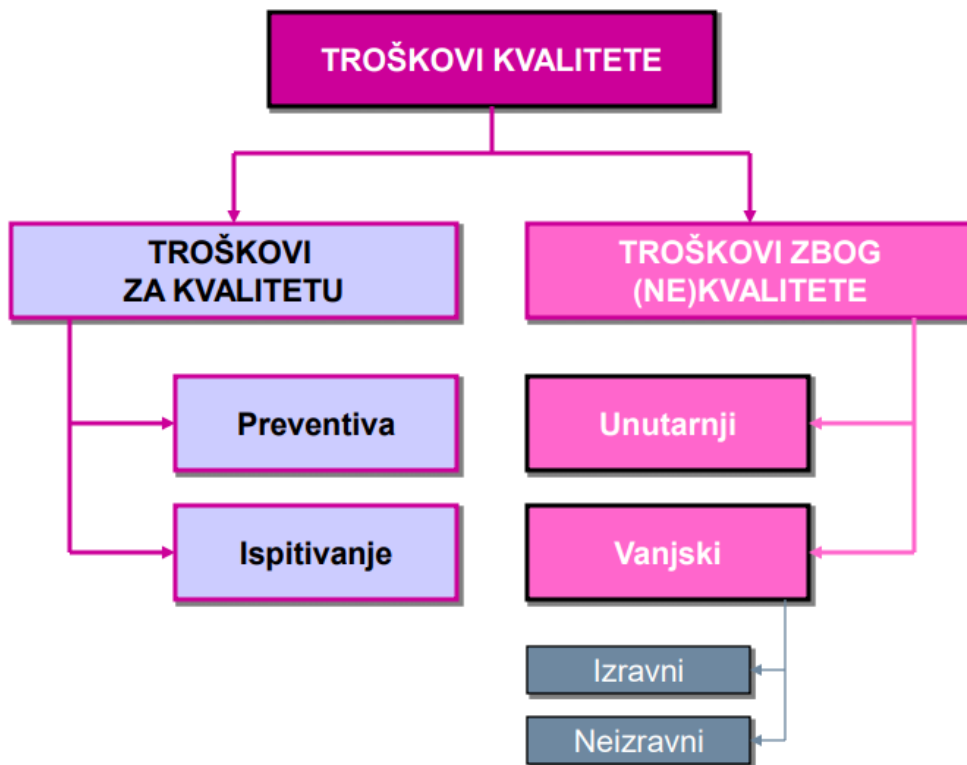 TROŠKOVI KVALITETE
TROŠKOVI
ZA KVALITETU
TROŠKOVI ZBOG
(NE)KVALITETE
Preventiva
Unutarnji
Ispitivanje
Vanjski
Izravni
Neizravni